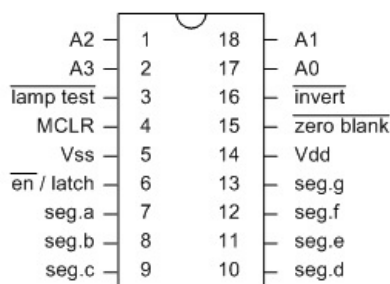 A2 1 18 A1
A3 2 17 A0
lamp test 3 16 invert
MCLR 4 15 zero blank
Vss 5 14 Vdd
en / latch 6 13 seg.g
seg.a 7 12 seg.f
seg.b 8 11 seg.e
seg.c 9 10 seg.d